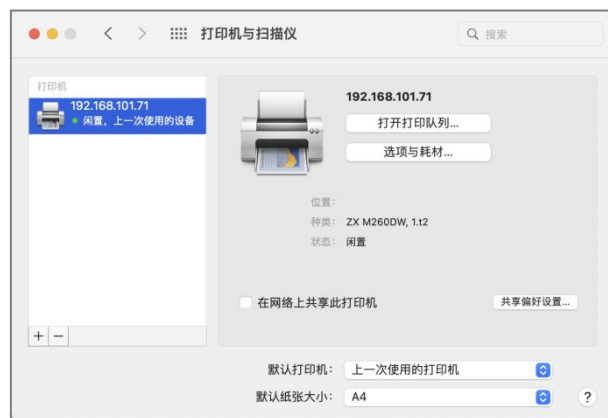 打印机与扫描仪
搜索
打印机
192.168.101.71
闲置，上一次使用的设备
192.168.101.71
打开打印队列...
选项与耗材...
位置：
种类： ZX M260DW, 1.t2
状态： 闲置
在网络上共享此打印机
共享偏好设置...
+ −
默认打印机： 上一次使用的打印机
默认纸张大小： A4
?